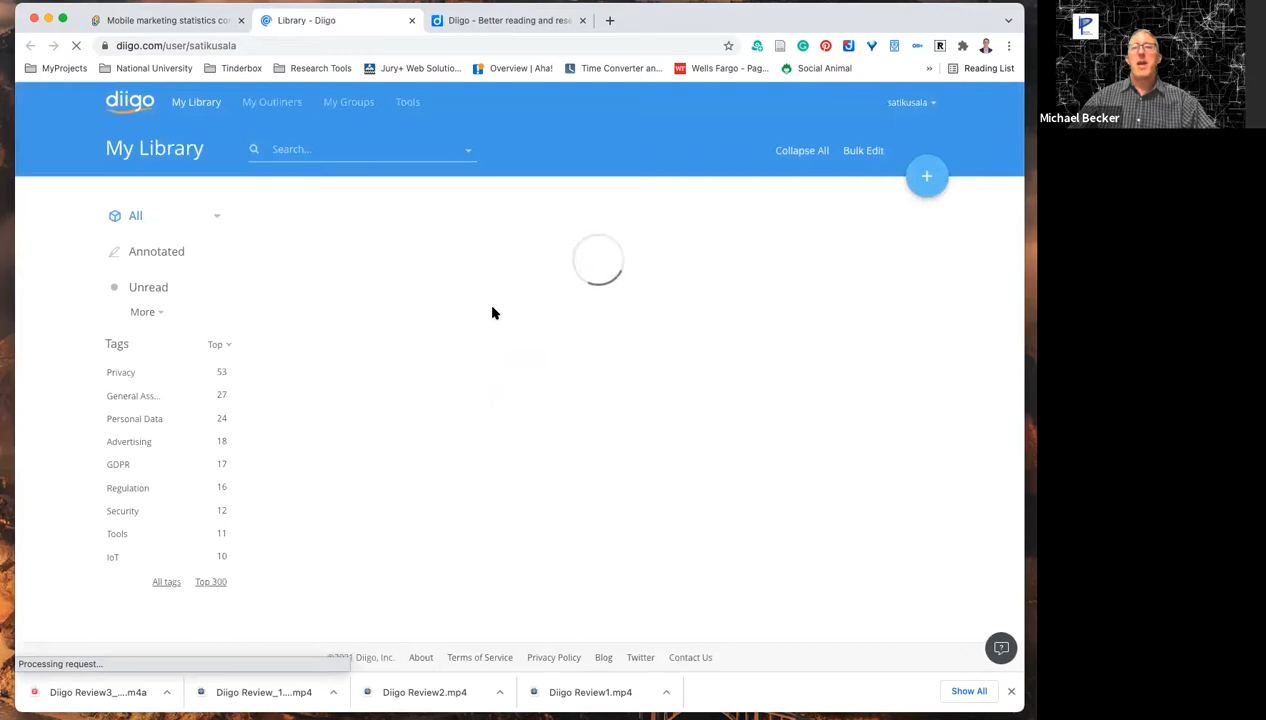 Mobile marketing statistics co
Library - Diigo
Diigo - Better reading and rese
diigo.com/user/satikusala
MyProjects
National University
Tinderbox
Research Tools
Jury+ Web Solutio...
Overview | Aha!
Time Converter an...
Wells Fargo - Pag...
Social Animal
»
Reading List
diigo
My Library
My Outliners
My Groups
Tools
satikusala
My Library
Search...
Collapse All
Bulk Edit
+
All
Annotated
Unread
More
Tags
Top
Privacy 53
General Ass... 27
Personal Data 24
Advertising 18
GDPR 17
Regulation 16
Security 12
Tools 11
IoT 10
All tags
Top 300
Diigo, Inc.
About
Terms of Service
Privacy Policy
Blog
Twitter
Contact Us
Processing request...
Diigo Review3_....m4a
Diigo Review_1....mp4
Diigo Review2.mp4
Diigo Review1.mp4
Show All
Michael Becker